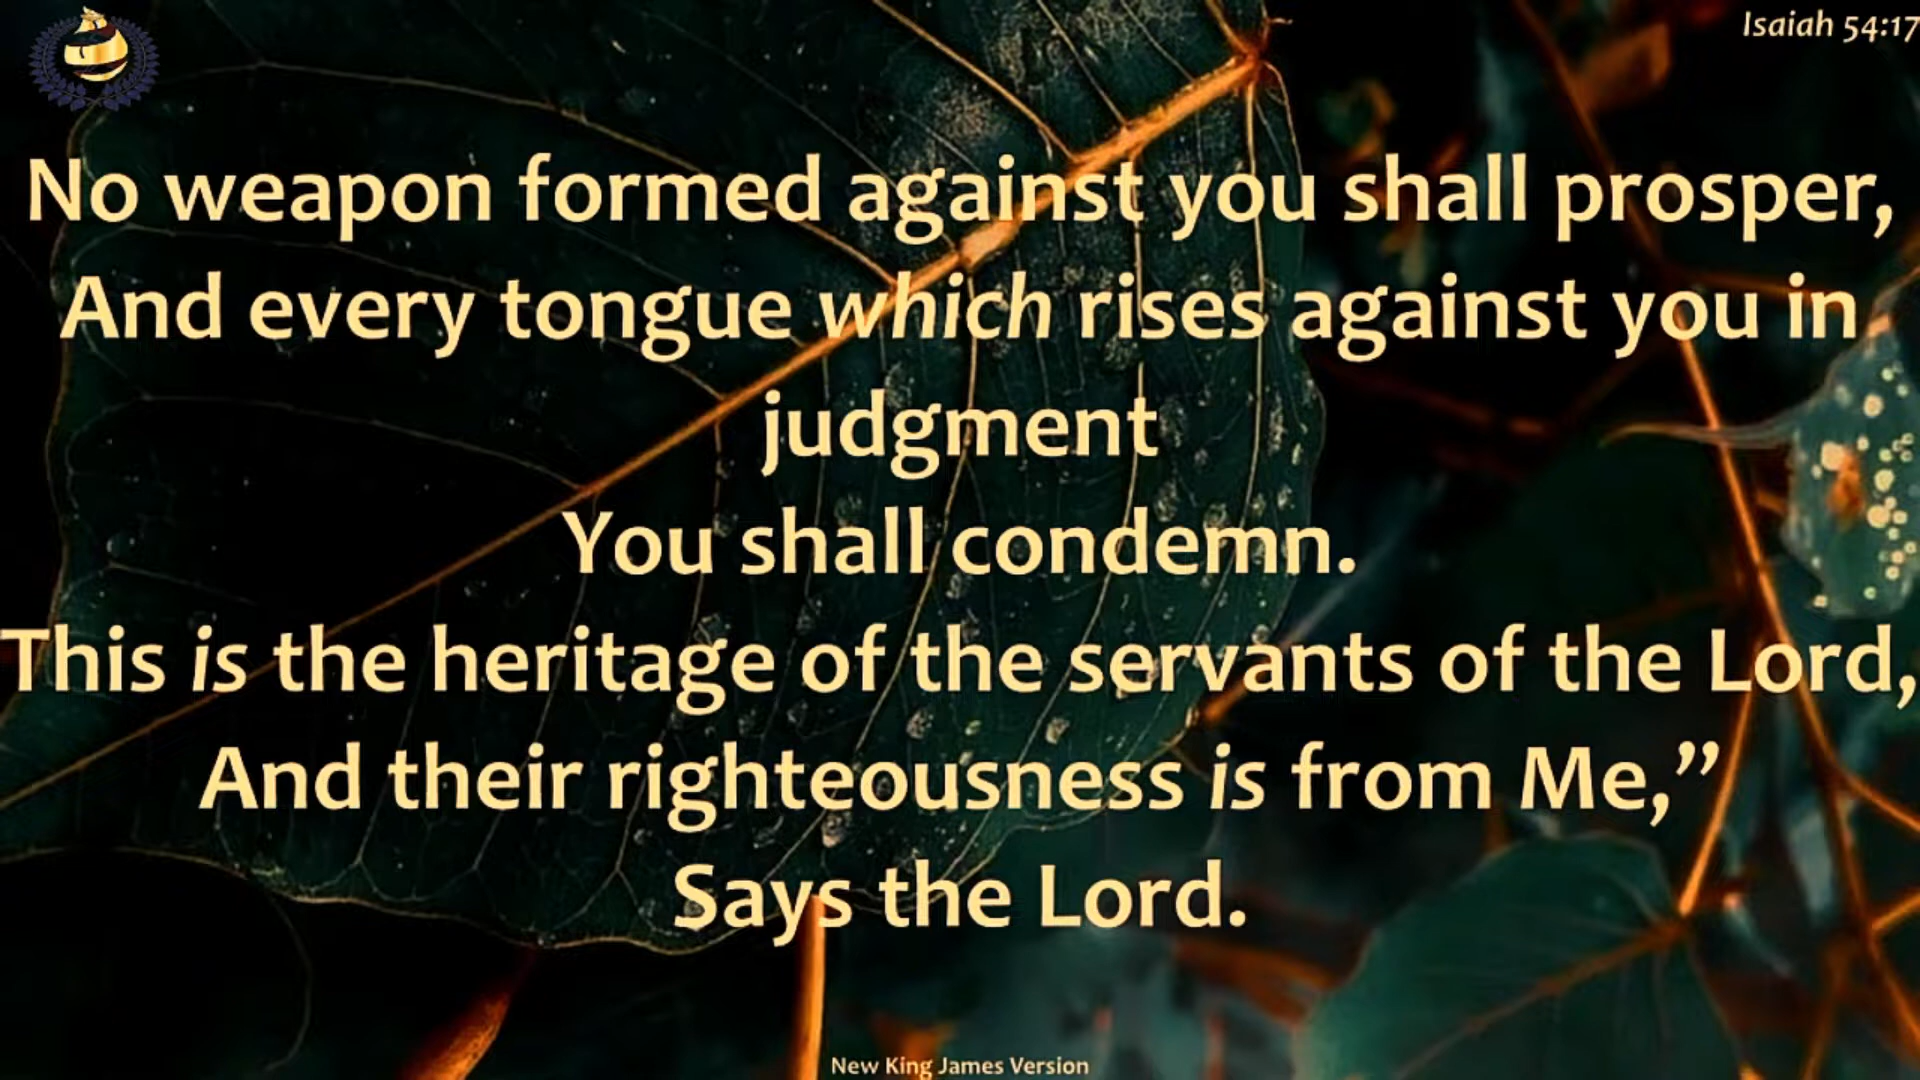 Isaiah 54:17
No weapon formed against you shall prosper,
And every tongue which rises against you in
judgment
You shall condemn.
This is the heritage of the servants of the Lord,
And their righteousness is from Me,”
Says the Lord.
New King James Version